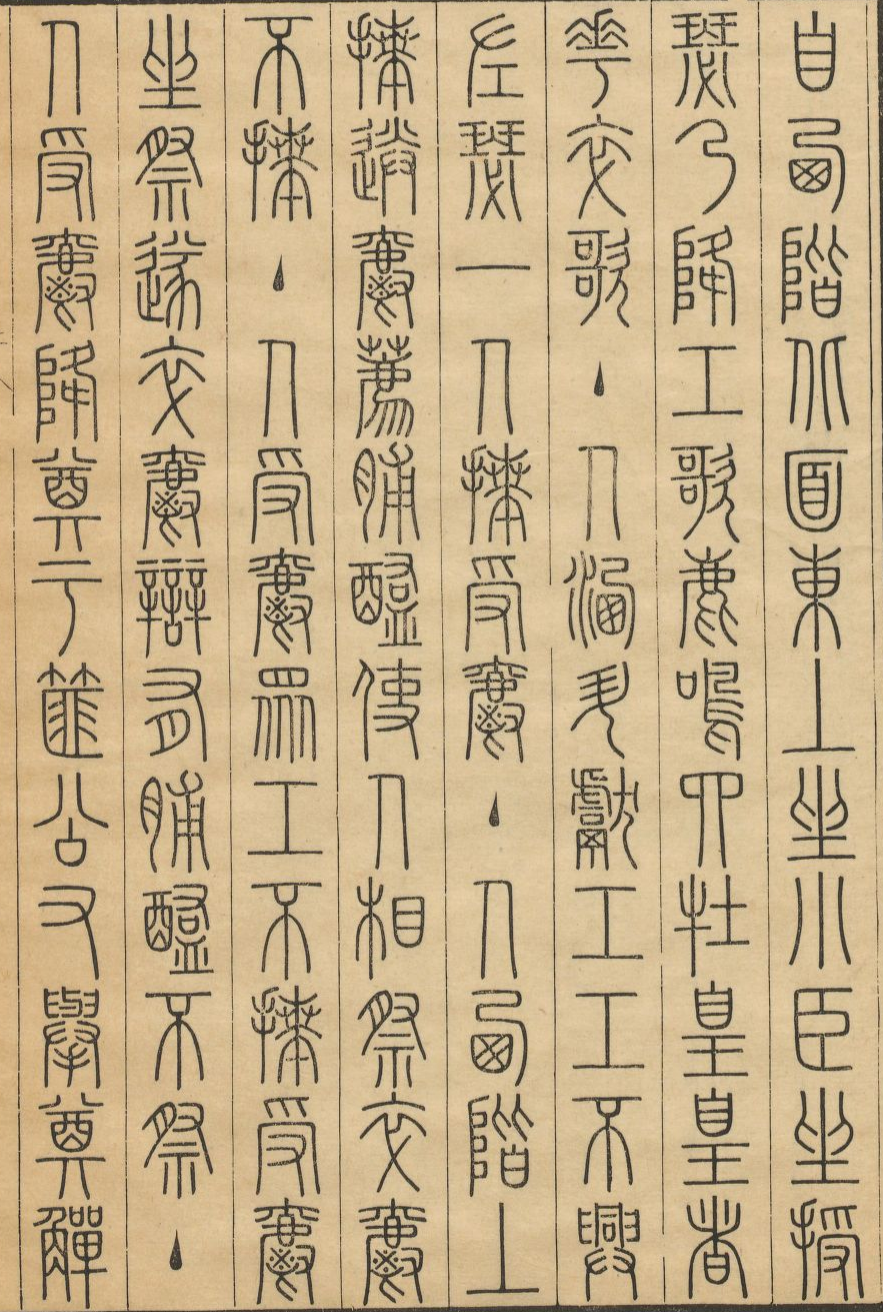 自西階北面東上坐小臣坐授
瑟乃降工歌鹿鳴四牡皇皇者
華卒歌主人洗升獻工工不興
左瑟一人拜受爵主人西階上
拜送爵薦脯醢使人相祭卒爵
不拜主人受爵眾工不拜受爵
坐祭遂卒爵辯有脯醢不祭主
人受爵降奠于篚公又舉奠觶